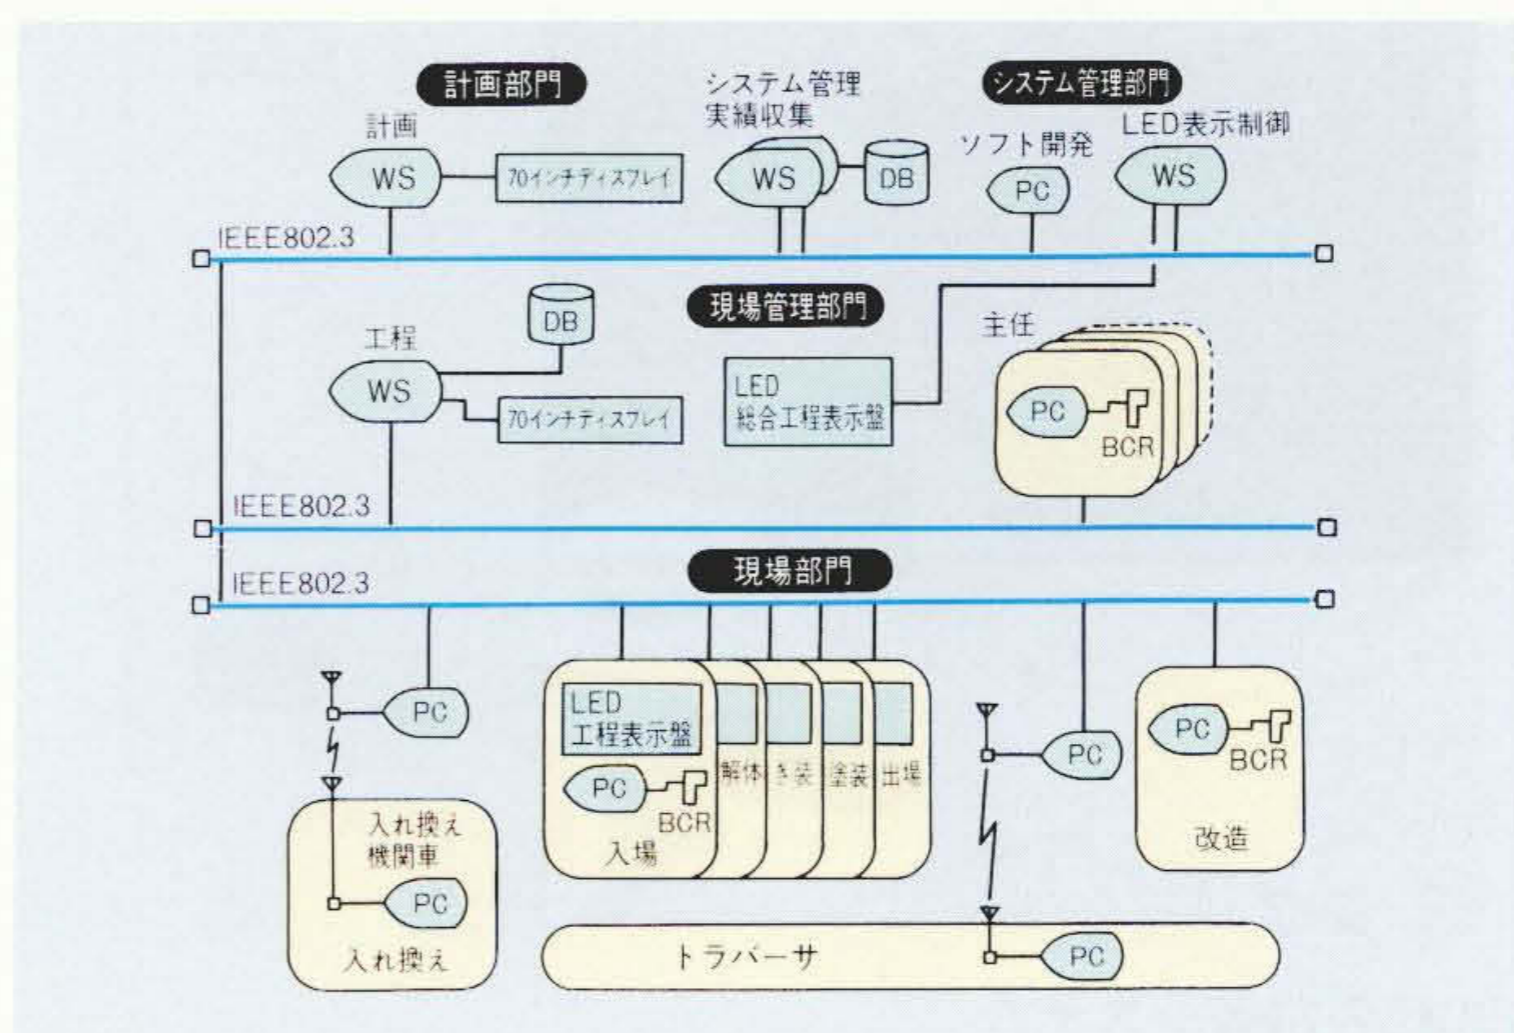 計画部門
システム管理
実績収集
システム管理部門
計画
WS
70インチディスプレイ
WS
DB
ソフト開発
PC
LED表示制御
WS
IEEE802.3
現場管理部門
工程
WS
DB
70インチディスプレイ
LED
総合工程表示盤
主任
PC
BCR
IEEE802.3
現場部門
IEEE802.3
PC
入れ換え
機関車
PC
入れ換え
LED
工程表示盤
PC
BCR
入場
解体
ぎ装
塗装
出場
PC
PC
BCR
改造
トラバーサ
PC